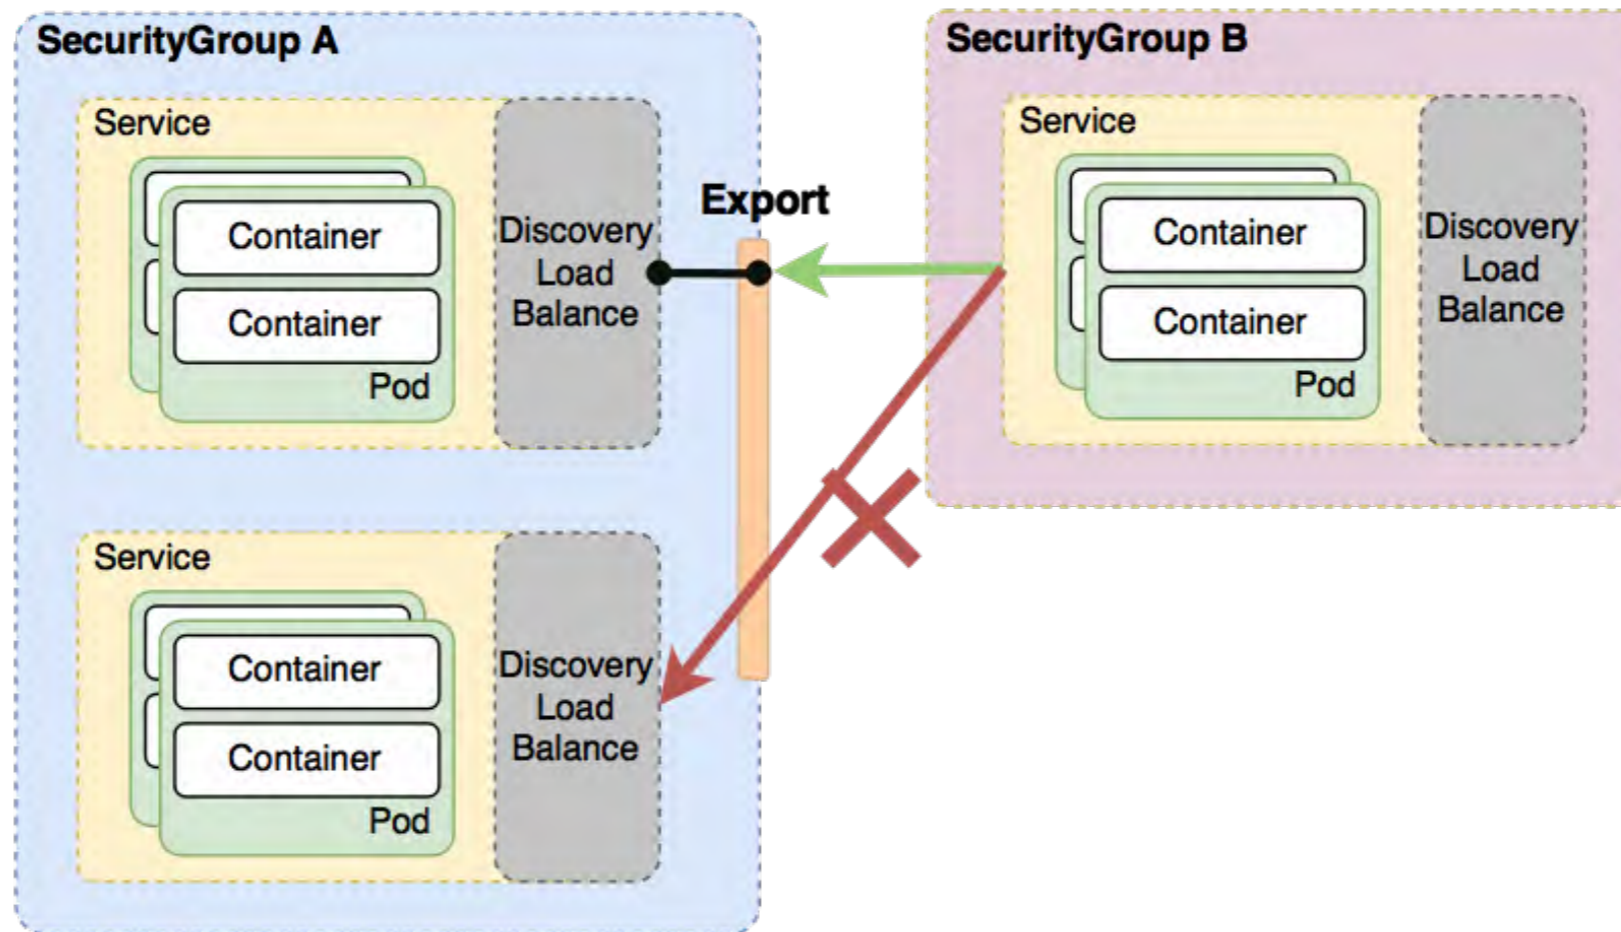 SecurityGroup A
Service
Container
Container
Pod
Discovery
Load
Balance
Export
SecurityGroup B
Service
Container
Container
Pod
Discovery
Load
Balance
Service
Container
Container
Pod
Discovery
Load
Balance